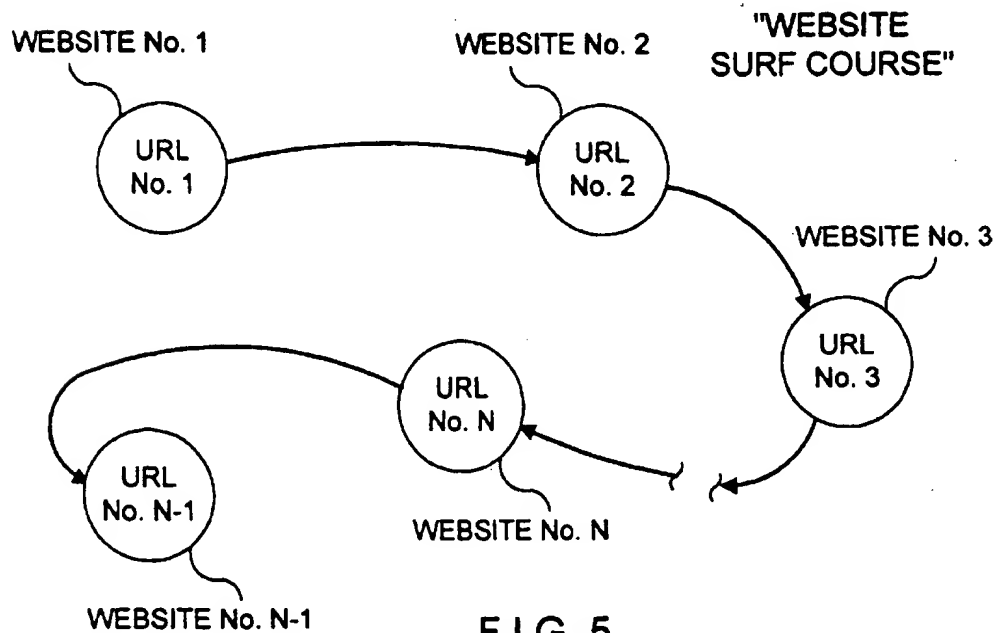 WEBSITE No. 1
WEBSITE No. 2
"WEBSITE
SURF COURSE"
URL
No. 1
URL
No. 2
WEBSITE No. 3
URL
No. 3
URL
No. N
URL
No. N-1
WEBSITE No. N
WEBSITE No. N-1
FIG. 5